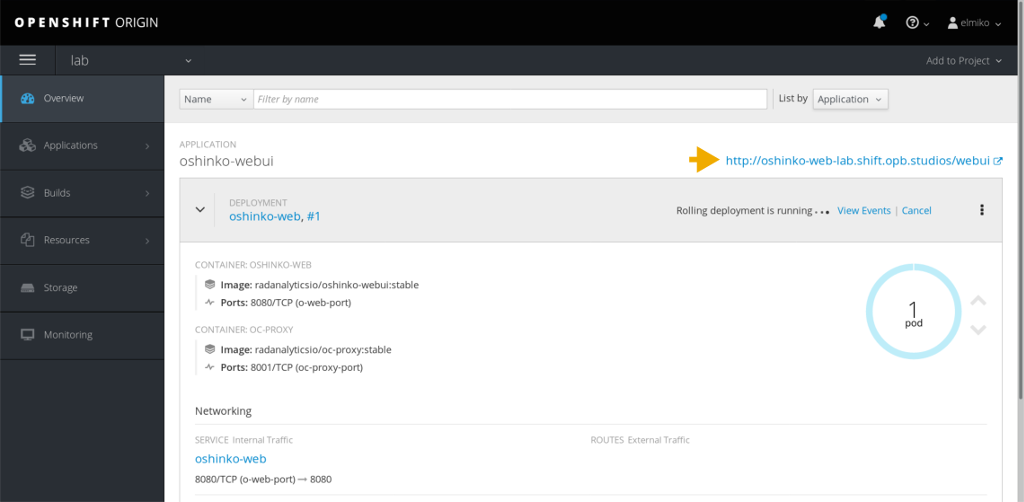 OPENSHIFT ORIGIN
elmiko
lab
Add to Project
Overview
Applications
Builds
Resources
Storage
Monitoring
Name
Filter by name
List by
Application
APPLICATION
oshinko-webui
http://oshinko-web-lab.shift.opb.studios/webui
DEPLOYMENT
oshinko-web, #1
Rolling deployment is running ... View Events | Cancel
CONTAINER: OSHINKO-WEB
Image: radanalyticsio/oshinko-webui:stable
Ports: 8080/TCP (o-web-port)
1
pod
CONTAINER: OC-PROXY
Image: radanalyticsio/oc-proxy:stable
Ports: 8001/TCP (oc-proxy-port)
Networking
SERVICE Internal Traffic
oshinko-web
8080/TCP (o-web-port) → 8080
ROUTES External Traffic